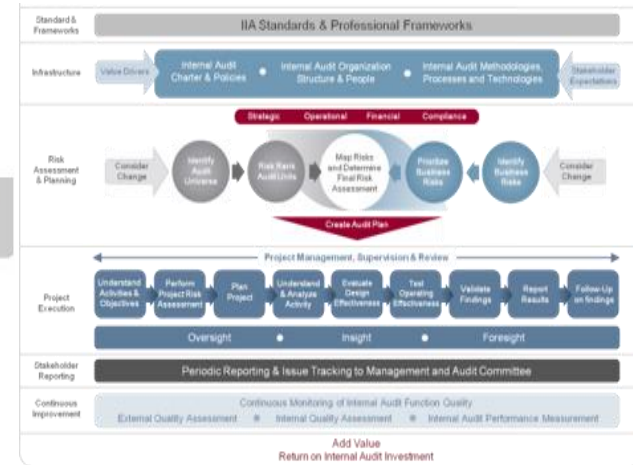 Standard &
Frameworks
IIA Standards & Professional Frameworks
Infrastructure
Value Drivers
Internal Audit
Charter & Policies
Internal Audit Organization
Structure & People
Internal Audit Methodologies,
Processes and Technologies
Stakeholder
Expectations
Strategic Operational Financial Compliance
Risk
Assessment
& Planning
Consider
Change
Identify
Audit
Universe
Risk Rank
Audit Units
Map Risks
and Determine
Final Risk
Assessment
Prioritize
Business
Risks
Identify
Business
Risks
Consider
Change
Create Audit Plan
Project Management, Supervision & Review
Project
Execution
Understand
Activities &
Objectives
Perform
Project Risk
Assessment
Plan
Project
Understand
& Analyze
Activity
Evaluate
Design
Effectiveness
Test
Operating
Effectiveness
Validate
Findings
Report
Results
Follow-Up
on findings
Oversight Insight Foresight
Stakeholder
Reporting
Periodic Reporting & Issue Tracking to Management and Audit Committee
Continuous
Improvement
Continuous Monitoring of Internal Audit Function Quality
External Quality Assessment Internal Quality Assessment Internal Audit Performance Measurement
Add Value
Return on Internal Audit Investment